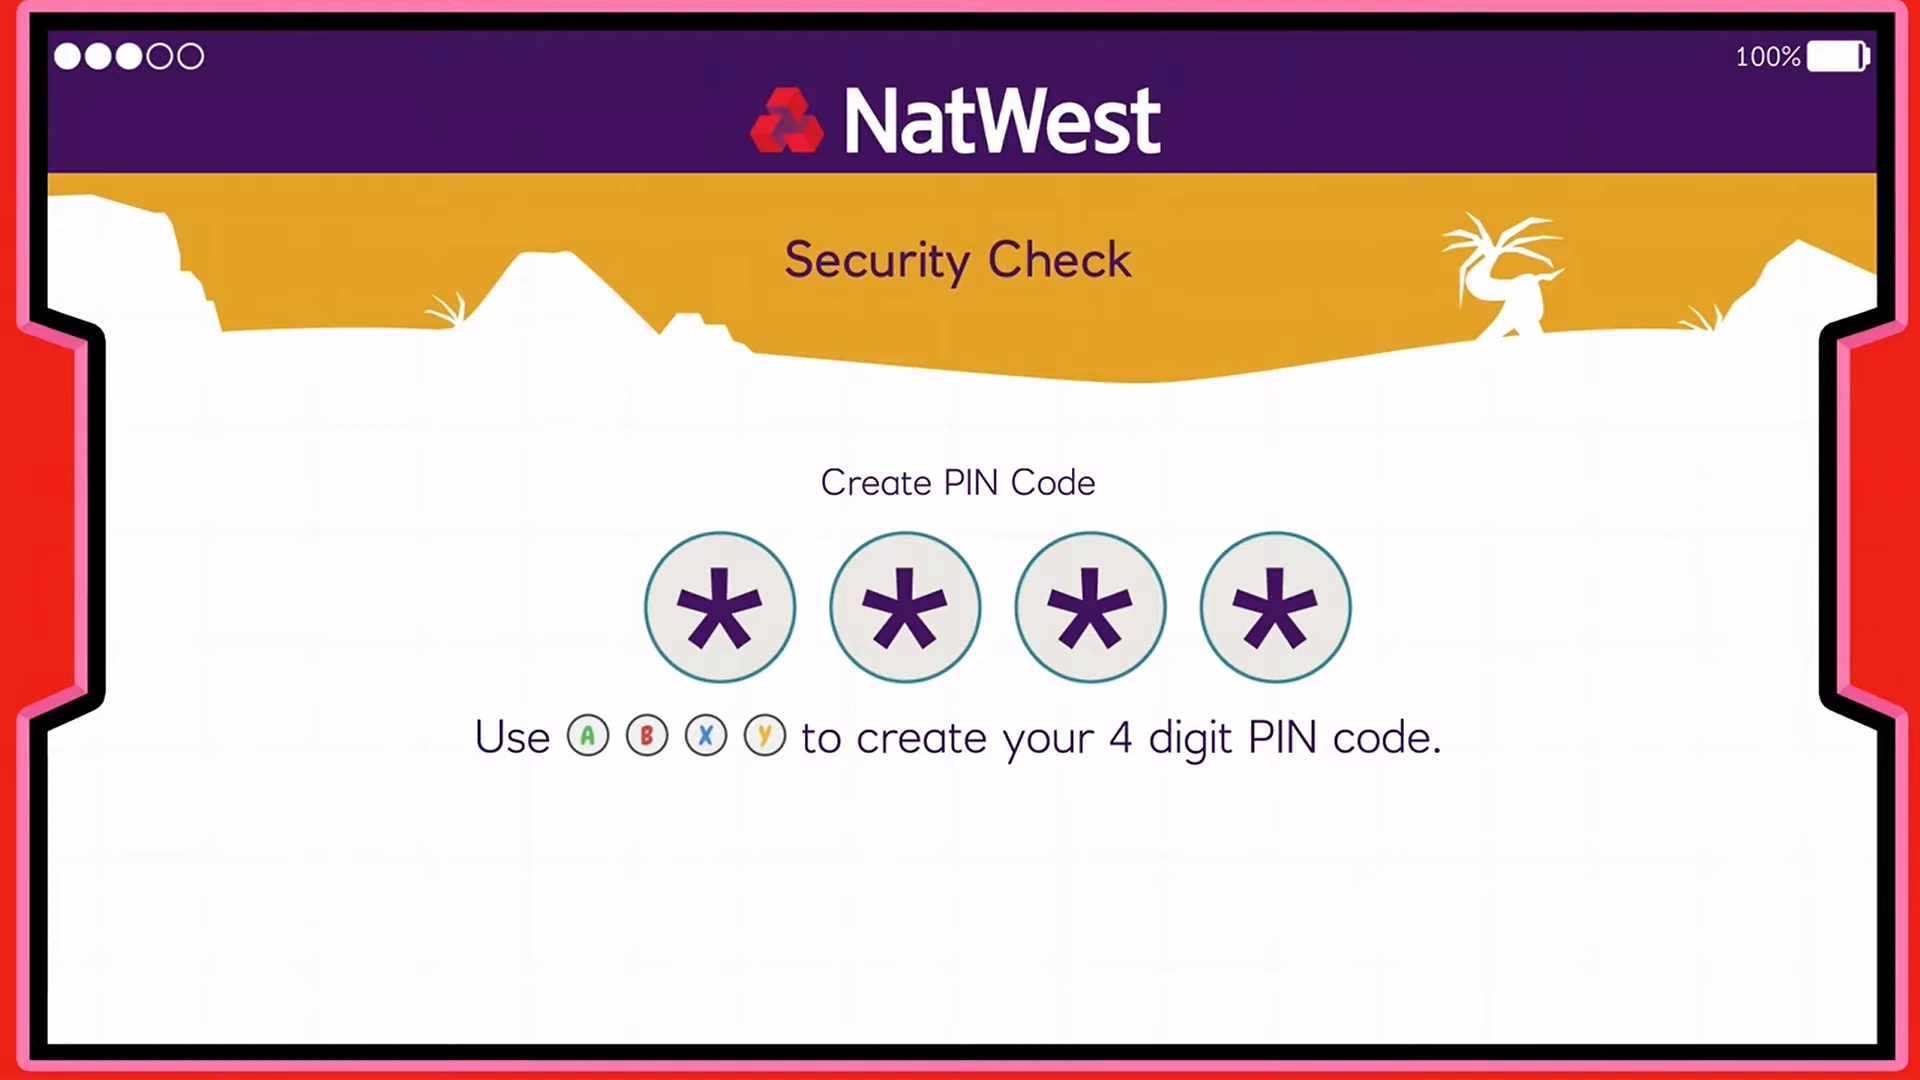 100%
NatWest
Security Check
Create PIN Code
* * * *
Use A B X Y to create your 4 digit PIN code.